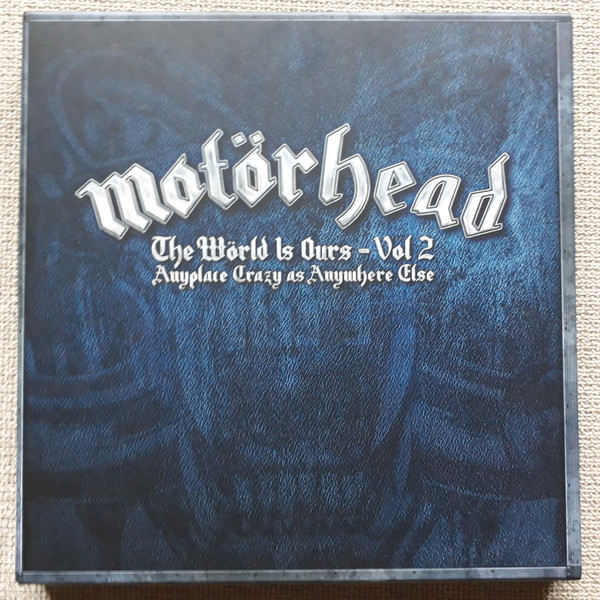 motörhead
The Wörld Is Ours - Vol 2
Anyplace Crazy as Anywhere Else